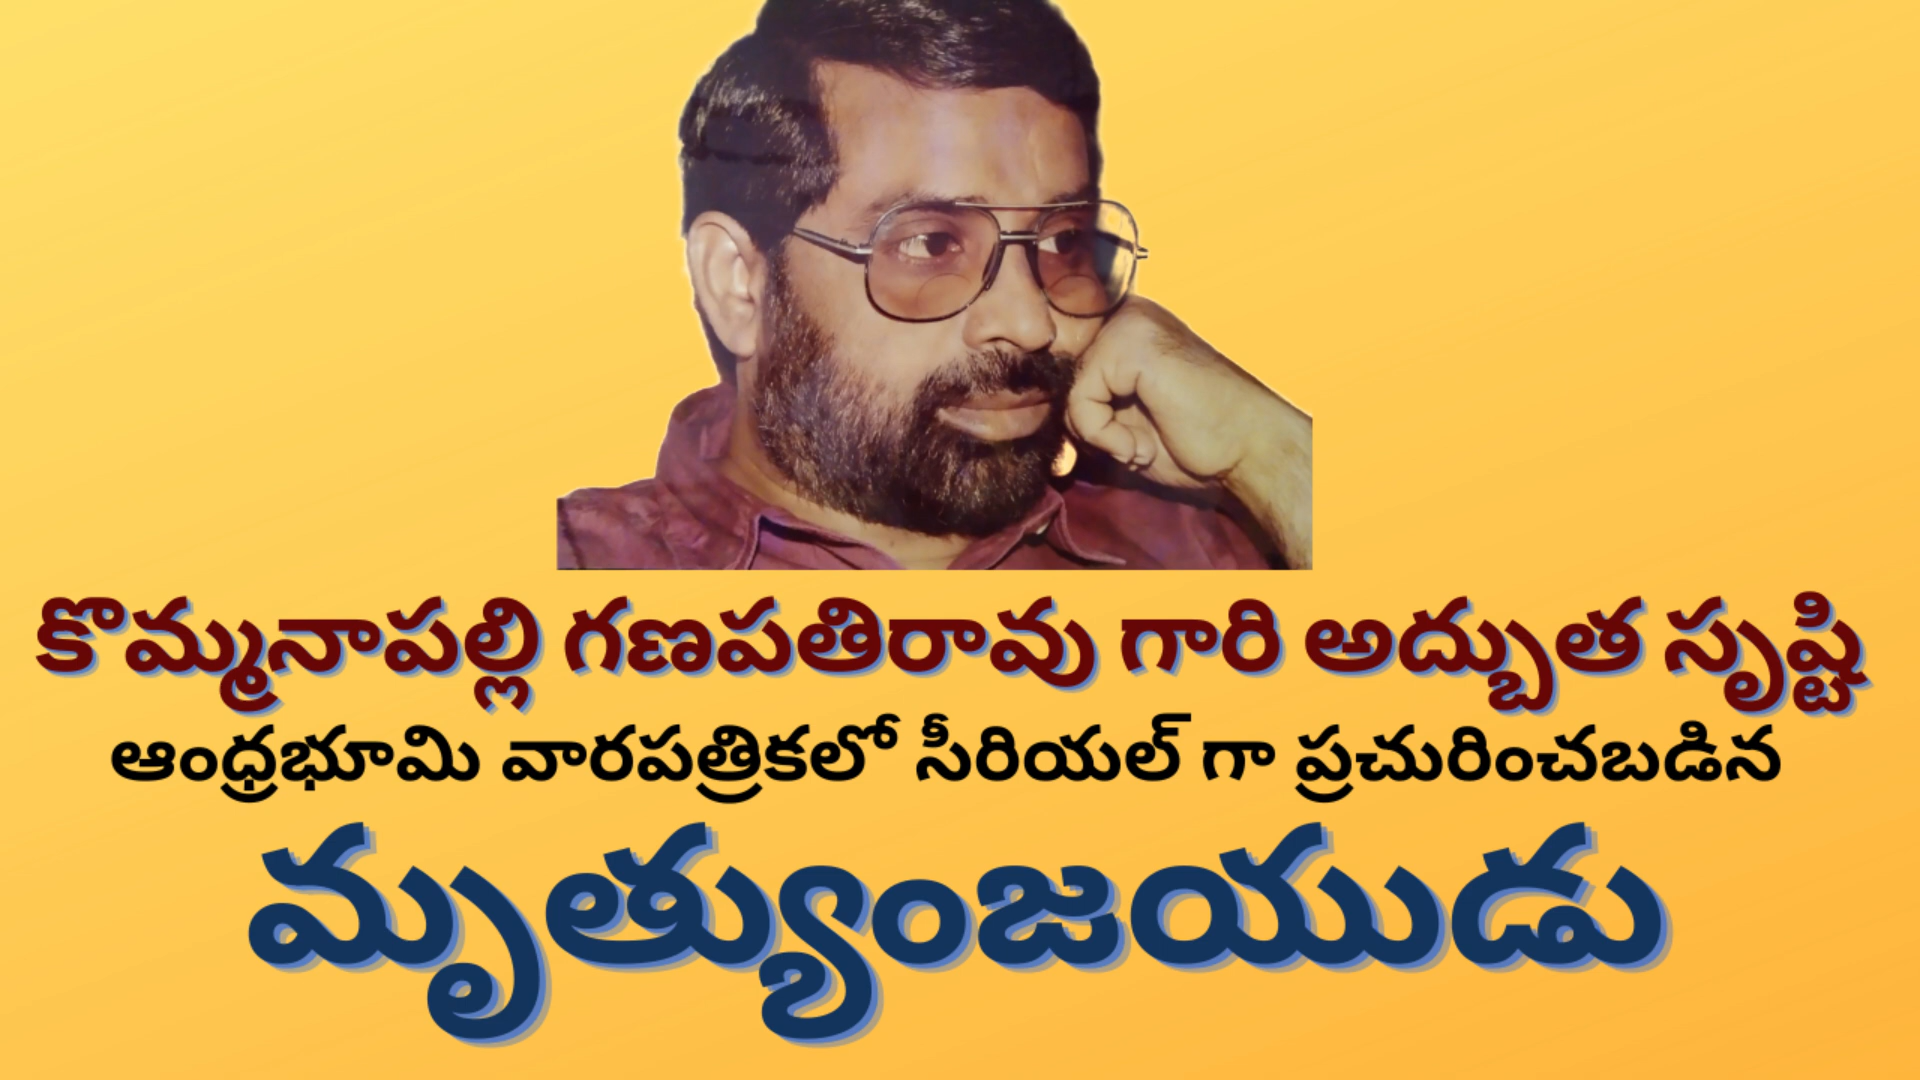 కొమ్మనాపల్లి గణపతిరావు గారి అద్బుత సృష్టి
ఆంధ్రభూమి వారపత్రికలో సీరియల్ గా ప్రచురించబడిన
మృత్యుంజయుడు